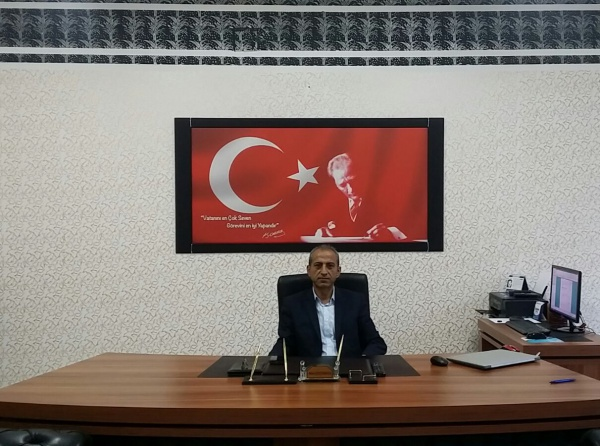 "Vatanını en Çok Seven
Görevini en iyi Yapandır"